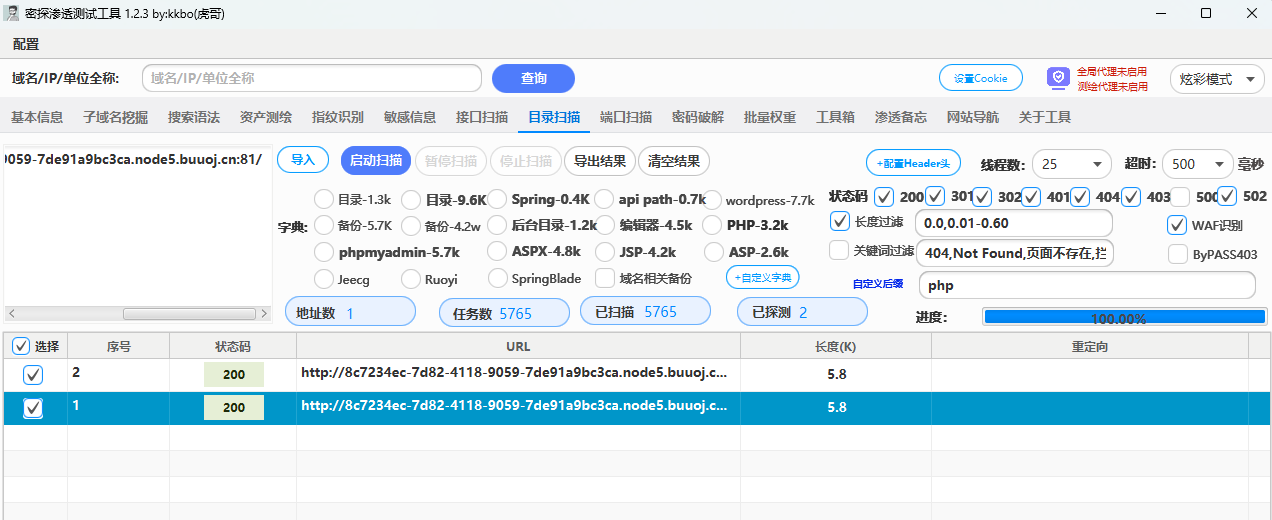 密探渗透测试工具 1.2.3 by:kkbo(虎哥)
配置
域名/IP/单位全称: 域名/IP/单位全称 查询 设置Cookie 全局代理未启用 炫彩模式
测绘代理未启用
基本信息 子域名挖掘 搜索语法 资产测绘 指纹识别 敏感信息 接口扫描 目录扫描 端口扫描 密码破解 批量权重 工具箱 渗透备忘 网站导航 关于工具
9059-7de91a9bc3ca.node5.buuoj.cn:81/ 导入 启动扫描 暂停扫描 停止扫描 导出结果 清空结果 +配置Header头 线程数: 25 超时: 500 毫秒
目录-1.3k 目录-9.6K Spring-0.4K api path-0.7k wordpress-7.7k 状态码 200 301 302 401 404 403 500 502
字典: 备份-5.7K 备份-4.2w 后台目录-1.2k 编辑器-4.5k PHP-3.2k 长度过滤 0.0,0.01-0.60 WAF识别
phpmyadmin-5.7k ASPX-4.8k JSP-4.2k ASP-2.6k 关键词过滤 404,Not Found,页面不存在,拦 ByPASS403
Jeecg Ruoyi SpringBlade 域名相关备份 +自定义字典 自定义后缀 php
地址数 1 任务数 5765 已扫描 5765 已探测 2 进度: 100.00%
选择 序号 状态码 URL 长度(K) 重定向
2 200 http://8c7234ec-7d82-4118-9059-7de91a9bc3ca.node5.buuoj.c... 5.8
1 200 http://8c7234ec-7d82-4118-9059-7de91a9bc3ca.node5.buuoj.c... 5.8